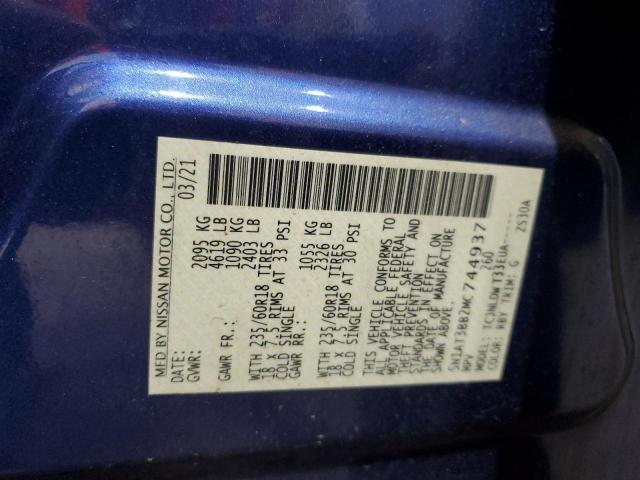 MFD BY NISSAN MOTOR CO., LTD.
DATE: 03/21
GVWR: 2095 KG
4619 LB
GAWR FR.: 1090 KG
2403 LB
WITH 235/60R18 TIRES
18 X 7.5 RIMS AT 33 PSI
COLD SINGLE
GAWR RR.: 1055 KG
2326 LB
WITH 235/60R18 TIRES
18 X 7.5 RIMS AT 30 PSI
COLD SINGLE
THIS VEHICLE CONFORMS TO
ALL APPLICABLE FEDERAL
MOTOR VEHICLE SAFETY AND
THEFT PREVENTION
STANDARDS IN EFFECT ON
THE DATE OF MANUFACTURE
SHOWN ABOVE
5N1AT3BB2MC744937
MPV 260
COLOR: RBY TRIM: G
ZS30A